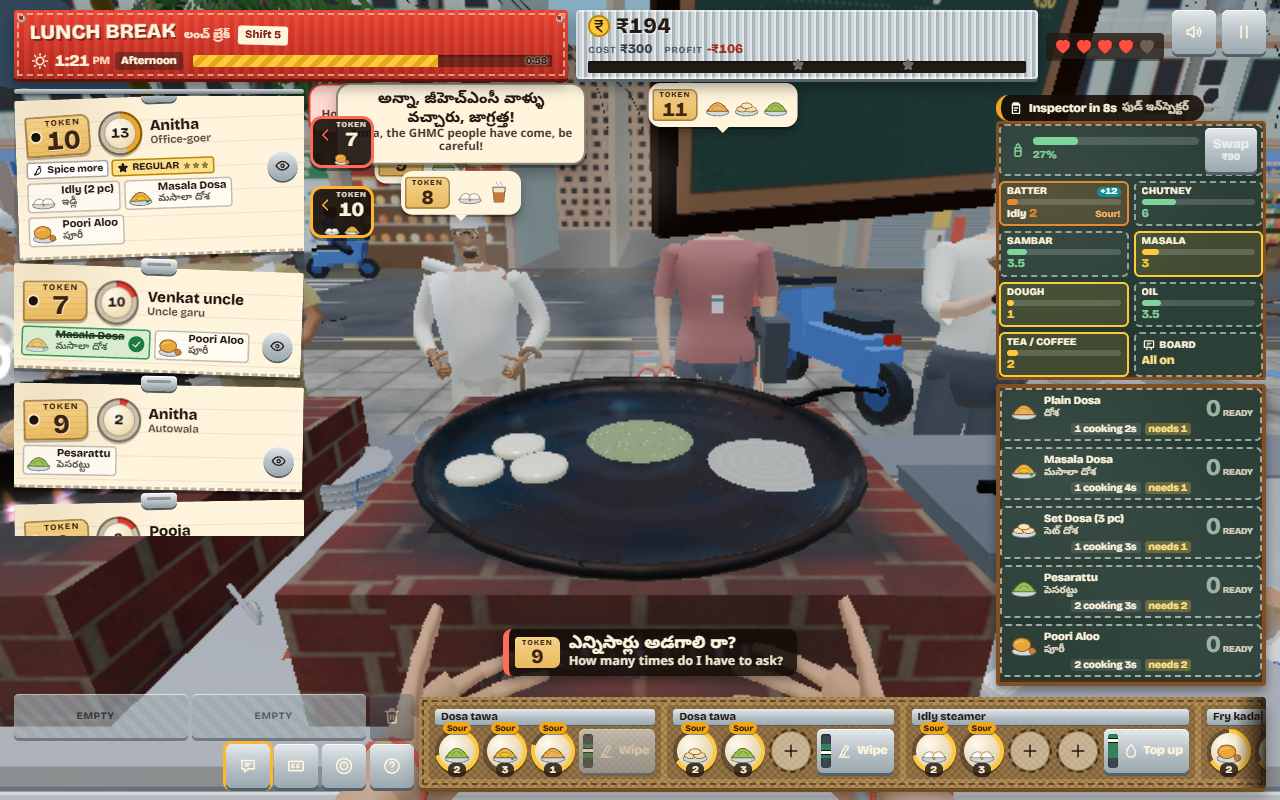 LUNCH BREAK లంచ్ బ్రేక్ Shift 5
1:21 PM Afternoon 0:58
₹ ₹194
COST ₹300 PROFIT -₹106
TOKEN 10
13
Anitha
Office-goer
Spice more
REGULAR
Idly (2 pc)
ఇడ్లీ
Masala Dosa
మసాలా దోశ
Poori Aloo
పూరీ
TOKEN 7
10
Venkat uncle
Uncle garu
Masala Dosa
మసాలా దోశ
Poori Aloo
పూరీ
TOKEN 9
2
Anitha
Autowala
Pesarattu
పెసరట్టు
TOKEN
Pooja
Ho
TOKEN 7
TOKEN 10
అన్నా, జీహెచ్ఎంసీ వాళ్ళు
వచ్చారు, జాగ్రత్త!
a, the GHMC people have come, be
careful!
TOKEN 8
TOKEN 11
Inspector in 8s ఫుడ్ ఇన్‌స్పెక్టర్
27%
Swap
₹90
BATTER +12
Idly 2 Sour!
CHUTNEY
6
SAMBAR
3.5
MASALA
3
DOUGH
1
OIL
3.5
TEA / COFFEE
2
BOARD
All on
Plain Dosa
దోశ
0 READY
1 cooking 2s needs 1
Masala Dosa
మసాలా దోశ
0 READY
1 cooking 4s needs 1
Set Dosa (3 pc)
సెట్ దోశ
0 READY
1 cooking 3s needs 1
Pesarattu
పెసరట్టు
0 READY
2 cooking 3s needs 2
Poori Aloo
పూరీ
0 READY
2 cooking 3s needs 2
TOKEN 9
ఎన్నిసార్లు అడగాలి రా?
How many times do I have to ask?
EMPTY
EMPTY
Dosa tawa
Sour 2
Sour 3
Sour 1
Wipe
Dosa tawa
Sour 2
Sour 3
Wipe
Idly steamer
Sour 2
Sour 3
Top up
Fry kadai
2